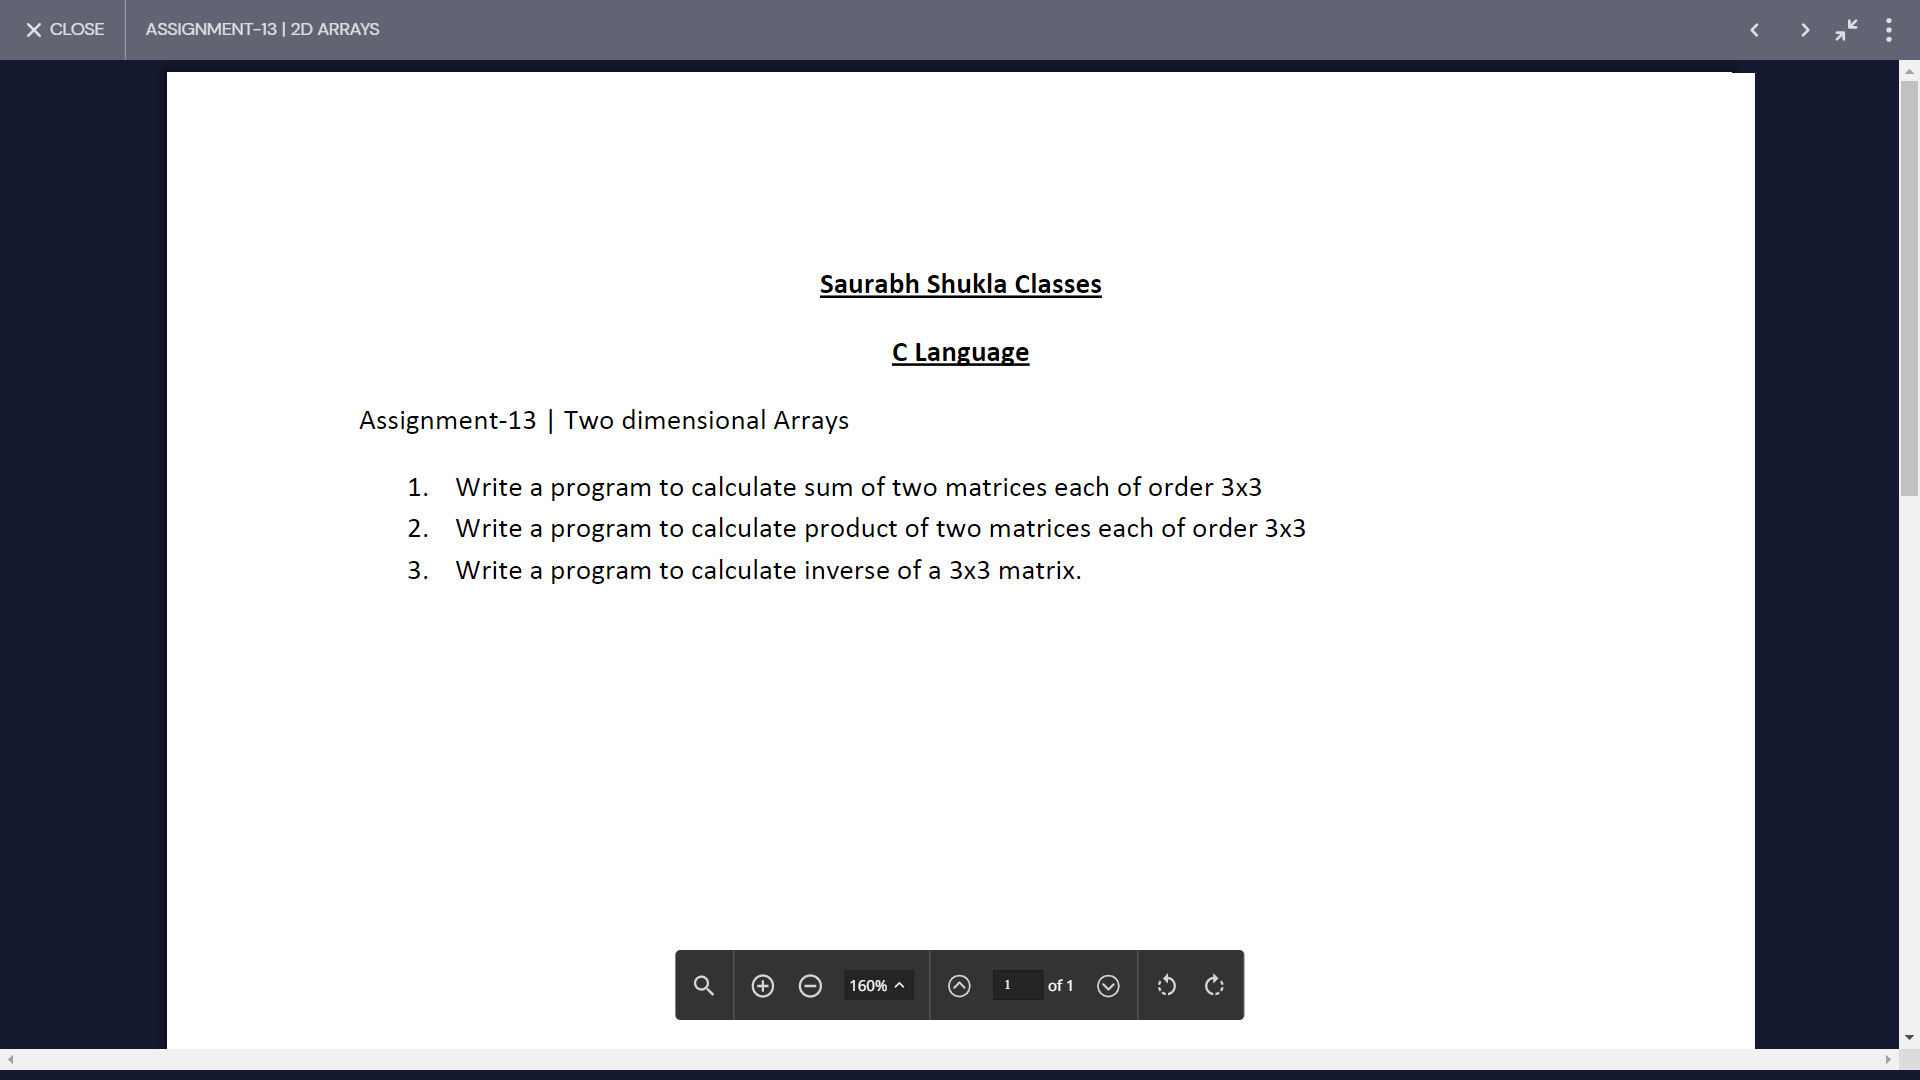 CLOSE
ASSIGNMENT-13 | 2D ARRAYS
Saurabh Shukla Classes
C Language
Assignment-13 | Two dimensional Arrays
1. Write a program to calculate sum of two matrices each of order 3x3
2. Write a program to calculate product of two matrices each of order 3x3
3. Write a program to calculate inverse of a 3x3 matrix.
160% 1 of 1